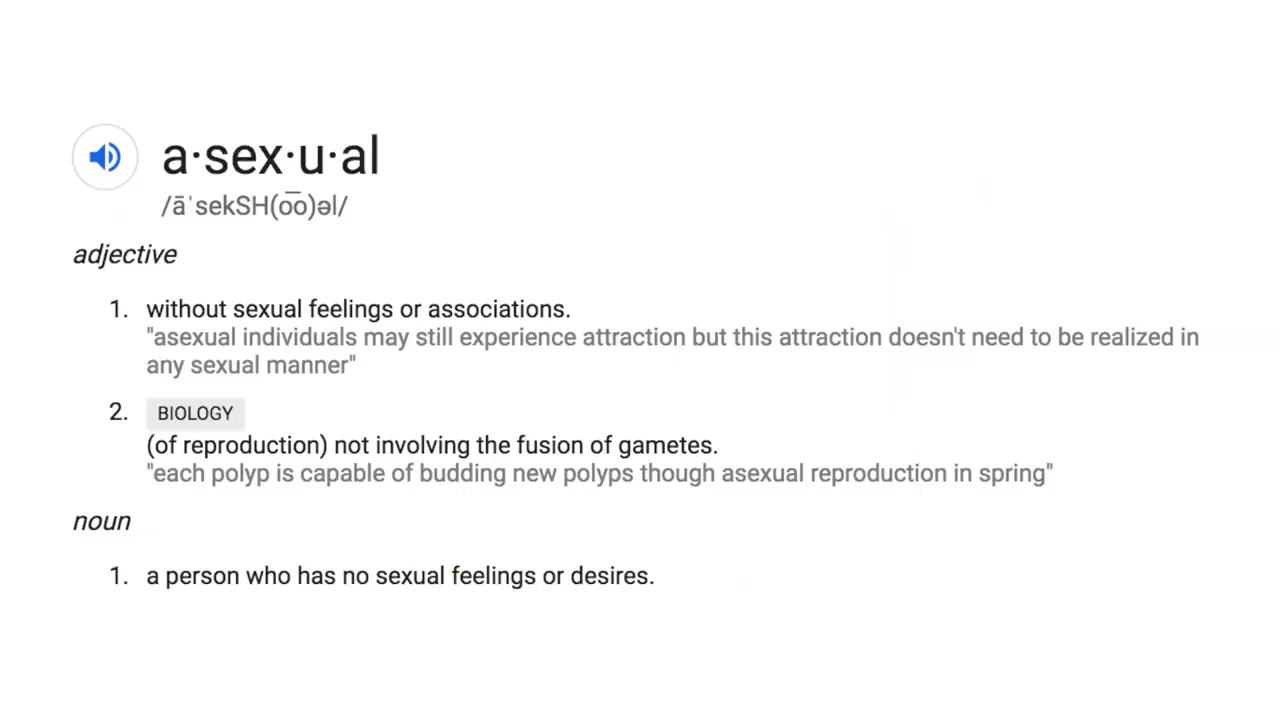 a·sex·u·al
/āˈsekSH(o͞o)əl/
adjective
1. without sexual feelings or associations.
"asexual individuals may still experience attraction but this attraction doesn't need to be realized in
any sexual manner"
2. BIOLOGY
(of reproduction) not involving the fusion of gametes.
"each polyp is capable of budding new polyps though asexual reproduction in spring"
noun
1. a person who has no sexual feelings or desires.